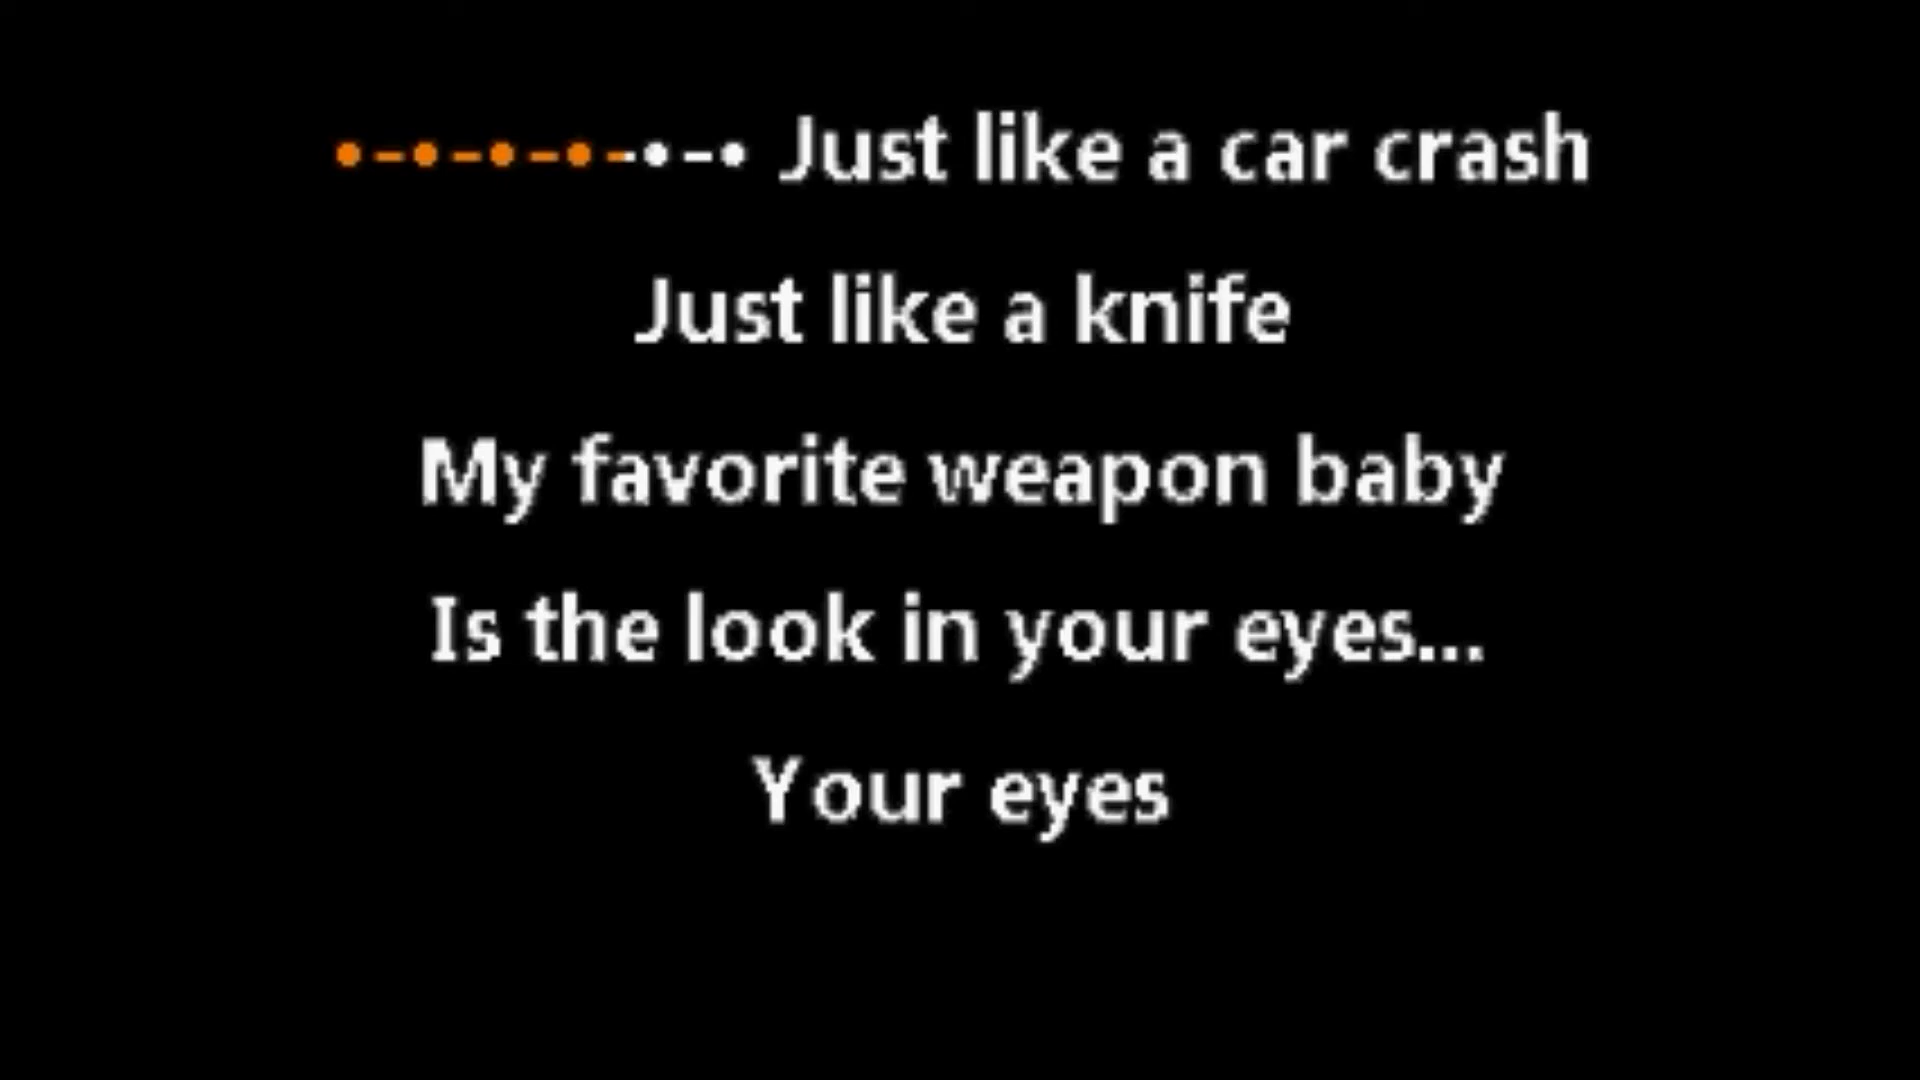 Just like a car crash
Just like a knife
My favorite weapon baby
Is the look in your eyes...
Your eyes